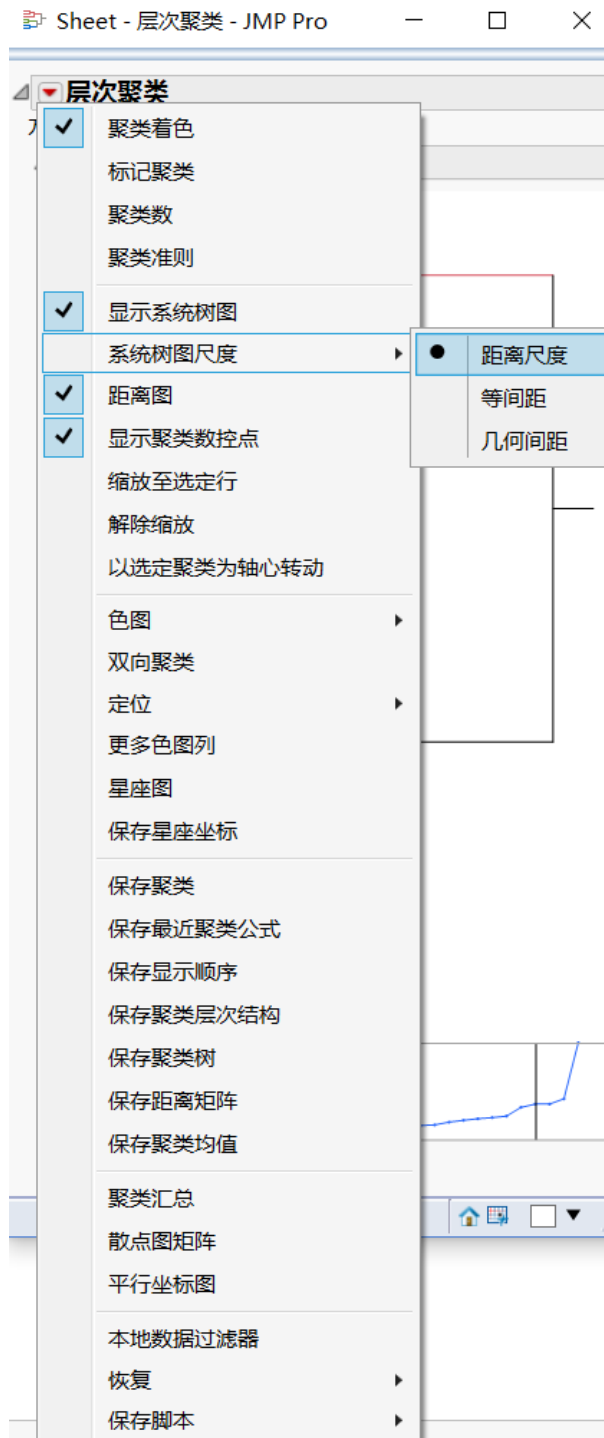 Sheet - 层次聚类 - JMP Pro
层次聚类
聚类着色
标记聚类
聚类数
聚类准则
显示系统树图
系统树图尺度
距离尺度
等间距
几何间距
距离图
显示聚类数控点
缩放至选定行
解除缩放
以选定聚类为轴心转动
色图
双向聚类
定位
更多色图列
星座图
保存星座坐标
保存聚类
保存最近聚类公式
保存显示顺序
保存聚类层次结构
保存聚类树
保存距离矩阵
保存聚类均值
聚类汇总
散点图矩阵
平行坐标图
本地数据过滤器
恢复
保存脚本